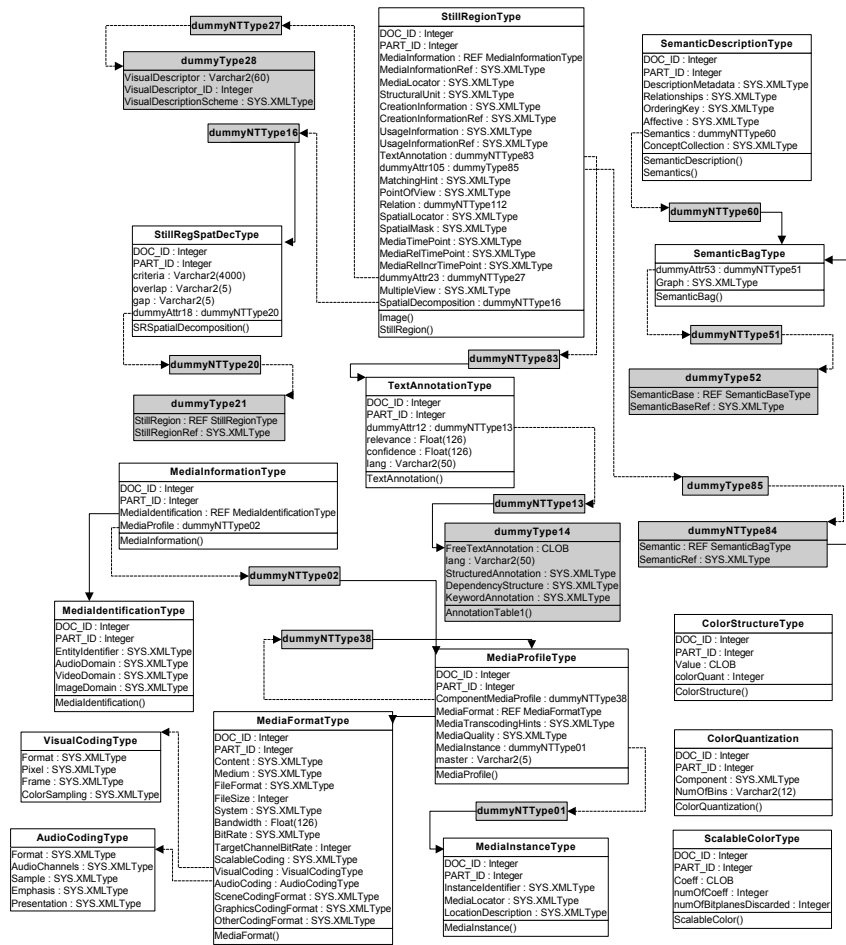 dummyNTType27
dummyType28
VisualDescriptor : Varchar2(60)
VisualDescriptor_ID : Integer
VisualDescriptionScheme : SYS.XMLType
dummyNTType16
StillRegionType
DOC_ID : Integer
PART_ID : Integer
MediaInformation : REF MediaInformationType
MediaInformationRef : SYS.XMLType
MediaLocator : SYS.XMLType
StructuralUnit : SYS.XMLType
CreationInformation : SYS.XMLType
CreationInformationRef : SYS.XMLType
UsageInformation : SYS.XMLType
UsageInformationRef : SYS.XMLType
TextAnnotation : dummyNTType83
dummyAttr105 : dummyType85
MatchingHint : SYS.XMLType
PointOfView : SYS.XMLType
Relation : dummyNTType112
SpatialLocator : SYS.XMLType
SpatialMask : SYS.XMLType
MediaTimePoint : SYS.XMLType
MediaRelTimePoint : SYS.XMLType
MediaRelIncrTimePoint : SYS.XMLType
dummyAttr23 : dummyType27
MultipleView : SYS.XMLType
SpatialDecomposition : dummyNTType16
Image()
StillRegion()
SemanticDescriptionType
DOC_ID : Integer
PART_ID : Integer
DescriptionMetadata : SYS.XMLType
Relationships : SYS.XMLType
OrderingKey : SYS.XMLType
Affective : SYS.XMLType
Semantics : dummyNTType60
ConceptCollection : SYS.XMLType
SemanticDescription()
Semantics()
dummyNTType60
StillRegSpatDecType
DOC_ID : Integer
PART_ID : Integer
criteria : Varchar2(4000)
overlap : Varchar2(5)
gap : Varchar2(5)
dummyAttr18 : dummyNTType20
SRSpatialDecomposition()
SemanticBagType
dummyAttr53 : dummyNTType51
Graph : SYS.XMLType
SemanticBag()
dummyNTType51
dummyNTType20
dummyType21
StillRegion : REF StillRegionType
StillRegionRef : SYS.XMLType
dummyNTType83
dummyType52
SemanticBase : REF SemanticBaseType
SemanticBaseRef : SYS.XMLType
TextAnnotationType
DOC_ID : Integer
PART_ID : Integer
dummyAttr12 : dummyNTType13
relevance : Float(126)
confidence : Float(126)
lang : Varchar2(50)
TextAnnotation()
MediaInformationType
DOC_ID : Integer
PART_ID : Integer
MediaIdentification : REF MediaIdentificationType
MediaProfile : dummyNTType02
MediaInformation()
dummyType85
dummyNTType13
dummyType14
FreeTextAnnotation : CLOB
lang : Varchar2(50)
StructuredAnnotation : SYS.XMLType
DependencyStructure : SYS.XMLType
KeywordAnnotation : SYS.XMLType
AnnotationTable1()
dummyNTType84
Semantic : REF SemanticBagType
SemanticRef : SYS.XMLType
dummyNTType02
MediaIdentificationType
DOC_ID : Integer
PART_ID : Integer
EntityIdentifier : SYS.XMLType
AudioDomain : SYS.XMLType
VideoDomain : SYS.XMLType
ImageDomain : SYS.XMLType
MediaIdentification()
dummyNTType38
MediaProfileType
DOC_ID : Integer
PART_ID : Integer
ComponentMediaProfile : dummyNTType38
MediaFormat : REF MediaFormatType
MediaTranscodingHints : SYS.XMLType
MediaQuality : SYS.XMLType
MediaInstance : dummyNTType01
master : Varchar2(5)
MediaProfile()
ColorStructureType
DOC_ID : Integer
PART_ID : Integer
Value : CLOB
colorQuant : Integer
ColorStructure()
MediaFormatType
DOC_ID : Integer
PART_ID : Integer
Content : SYS.XMLType
Medium : SYS.XMLType
FileFormat : SYS.XMLType
FileSize : Integer
System : SYS.XMLType
Bandwidth : Float(126)
BitRate : SYS.XMLType
TargetChannelBitRate : Integer
ScalableCoding : SYS.XMLType
VisualCoding : VisualCodingType
AudioCoding : AudioCodingType
SceneCodingFormat : SYS.XMLType
GraphicsCodingFormat : SYS.XMLType
OtherCodingFormat : SYS.XMLType
MediaFormat()
VisualCodingType
Format : SYS.XMLType
Pixel : SYS.XMLType
Frame : SYS.XMLType
ColorSampling : SYS.XMLType
ColorQuantization
DOC_ID : Integer
PART_ID : Integer
Component : SYS.XMLType
NumOfBins : Varchar2(12)
ColorQuantization()
dummyNTType01
AudioCodingType
Format : SYS.XMLType
AudioChannels : SYS.XMLType
Sample : SYS.XMLType
Emphasis : SYS.XMLType
Presentation : SYS.XMLType
MediaInstanceType
DOC_ID : Integer
PART_ID : Integer
InstanceIdentifier : SYS.XMLType
MediaLocator : SYS.XMLType
LocationDescription : SYS.XMLType
MediaInstance()
ScalableColorType
DOC_ID : Integer
PART_ID : Integer
Coeff : CLOB
numOfCoeff : Integer
numOfBitplanesDiscarded : Integer
ScalableColor()